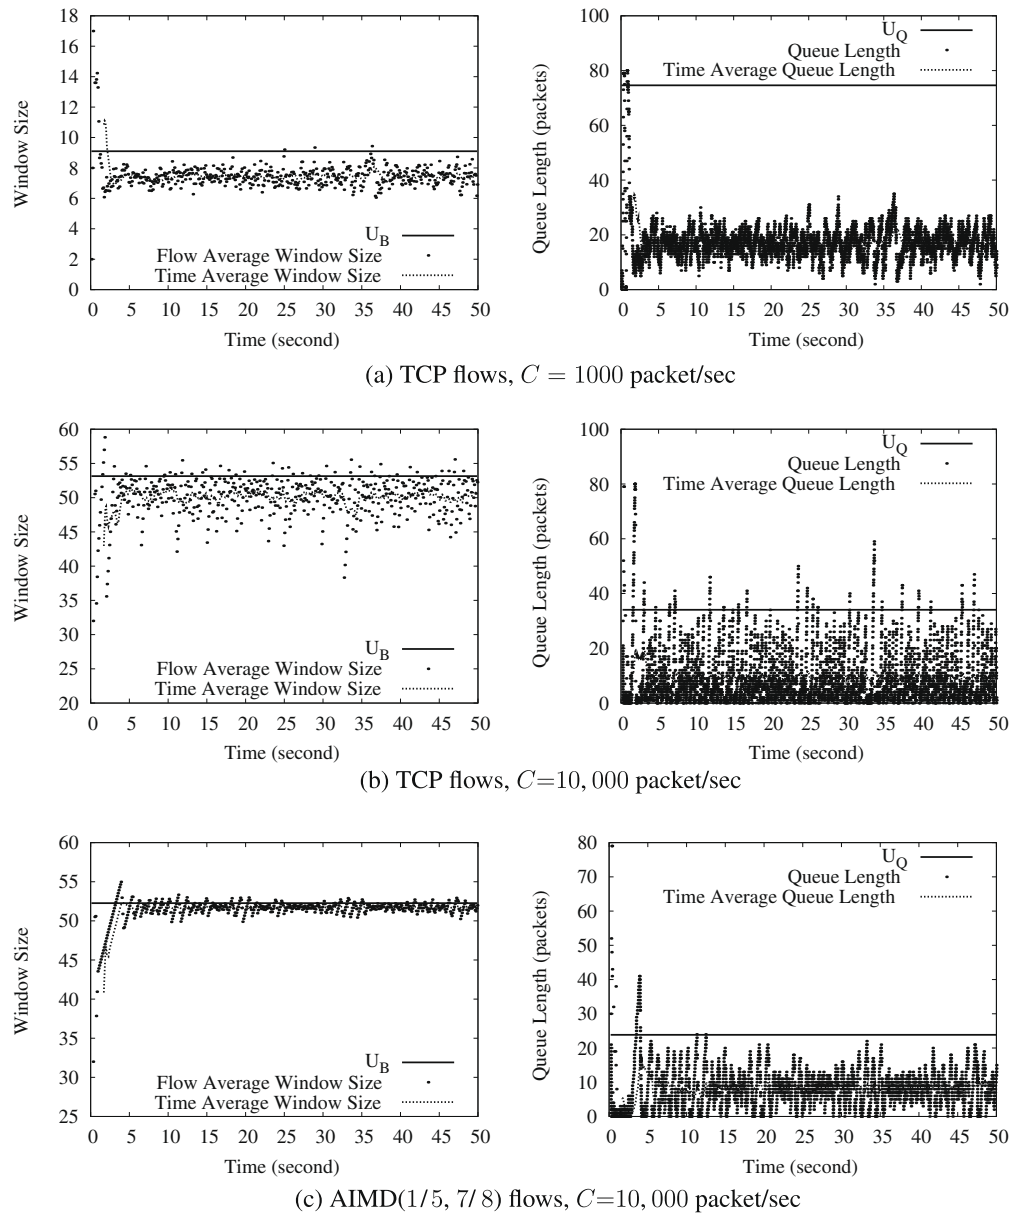 18
16
14
12
10
8
6
4
2
0
Window Size
U_B
Flow Average Window Size
Time Average Window Size
0 5 10 15 20 25 30 35 40 45 50
Time (second)
100
80
60
40
20
0
Queue Length (packets)
U_Q
Queue Length
Time Average Queue Length
0 5 10 15 20 25 30 35 40 45 50
Time (second)
(a) TCP flows, C = 1000 packet/sec
60
55
50
45
40
35
30
25
20
Window Size
U_B
Flow Average Window Size
Time Average Window Size
0 5 10 15 20 25 30 35 40 45 50
Time (second)
100
80
60
40
20
0
Queue Length (packets)
U_Q
Queue Length
Time Average Queue Length
0 5 10 15 20 25 30 35 40 45 50
Time (second)
(b) TCP flows, C=10, 000 packet/sec
60
55
50
45
40
35
30
25
Window Size
U_B
Flow Average Window Size
Time Average Window Size
0 5 10 15 20 25 30 35 40 45 50
Time (second)
80
70
60
50
40
30
20
10
0
Queue Length (packets)
U_Q
Queue Length
Time Average Queue Length
0 5 10 15 20 25 30 35 40 45 50
Time (second)
(c) AIMD(1/5, 7/8) flows, C=10, 000 packet/sec